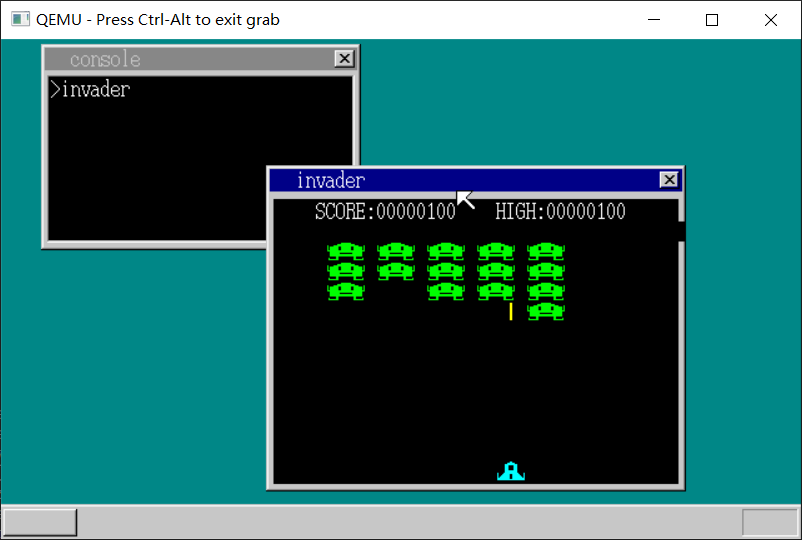 QEMU - Press Ctrl-Alt to exit grab
console
>invader
invader
SCORE:00000100 HIGH:00000100